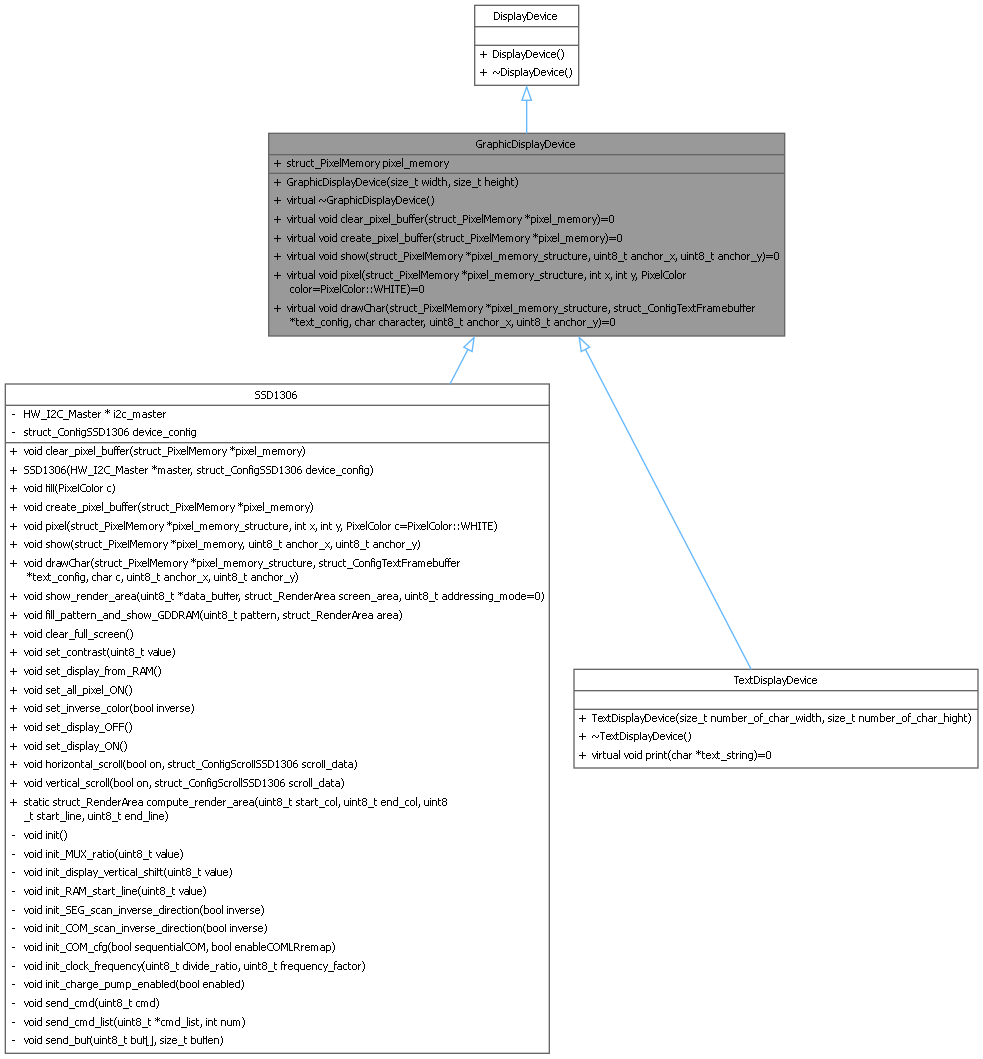 DisplayDevice
+ DisplayDevice()
+ ~DisplayDevice()
GraphicDisplayDevice
+ struct_PixelMemory pixel_memory
+ GraphicDisplayDevice(size_t width, size_t height)
+ virtual ~GraphicDisplayDevice()
+ virtual void clear_pixel_buffer(struct_PixelMemory *pixel_memory)=0
+ virtual void create_pixel_buffer(struct_PixelMemory *pixel_memory)=0
+ virtual void show(struct_PixelMemory *pixel_memory_structure, uint8_t anchor_x, uint8_t anchor_y)=0
+ virtual void pixel(struct_PixelMemory *pixel_memory_structure, int x, int y, PixelColor
color=PixelColor::WHITE)=0
+ virtual void drawChar(struct_PixelMemory *pixel_memory_structure, struct_ConfigTextFramebuffer
*text_config, char character, uint8_t anchor_x, uint8_t anchor_y)=0
SSD1306
- HW_I2C_Master * i2c_master
- struct_ConfigSSD1306 device_config
+ void clear_pixel_buffer(struct_PixelMemory *pixel_memory)
+ SSD1306(HW_I2C_Master *master, struct_ConfigSSD1306 device_config)
+ void fill(PixelColor c)
+ void create_pixel_buffer(struct_PixelMemory *pixel_memory)
+ void pixel(struct_PixelMemory *pixel_memory_structure, int x, int y, PixelColor c=PixelColor::WHITE)
+ void show(struct_PixelMemory *pixel_memory, uint8_t anchor_x, uint8_t anchor_y)
+ void drawChar(struct_PixelMemory *pixel_memory_structure, struct_ConfigTextFramebuffer
*text_config, char c, uint8_t anchor_x, uint8_t anchor_y)
+ void show_render_area(uint8_t *data_buffer, struct_RenderArea screen_area, uint8_t addressing_mode=0)
+ void fill_pattern_and_show_GDDRAM(uint8_t pattern, struct_RenderArea area)
+ void clear_full_screen()
+ void set_contrast(uint8_t value)
+ void set_display_from_RAM()
+ void set_all_pixel_ON()
+ void set_inverse_color(bool inverse)
+ void set_display_OFF()
+ void set_display_ON()
+ void horizontal_scroll(bool on, struct_ConfigScrollSSD1306 scroll_data)
+ void vertical_scroll(bool on, struct_ConfigScrollSSD1306 scroll_data)
+ static struct_RenderArea compute_render_area(uint8_t start_col, uint8_t end_col, uint8
_t start_line, uint8_t end_line)
- void init()
- void init_MUX_ratio(uint8_t value)
- void init_display_vertical_shift(uint8_t value)
- void init_RAM_start_line(uint8_t value)
- void init_SEG_scan_inverse_direction(bool inverse)
- void init_COM_scan_inverse_direction(bool inverse)
- void init_COM_cfg(bool sequentialCOM, bool enableCOMLRremap)
- void init_clock_frequency(uint8_t divide_ratio, uint8_t frequency_factor)
- void init_charge_pump_enabled(bool enabled)
- void send_cmd(uint8_t cmd)
- void send_cmd_list(uint8_t *cmd_list, int num)
- void send_buf(uint8_t buf[], size_t buflen)
TextDisplayDevice
+ TextDisplayDevice(size_t number_of_char_width, size_t number_of_char_hight)
+ ~TextDisplayDevice()
+ virtual void print(char *text_string)=0